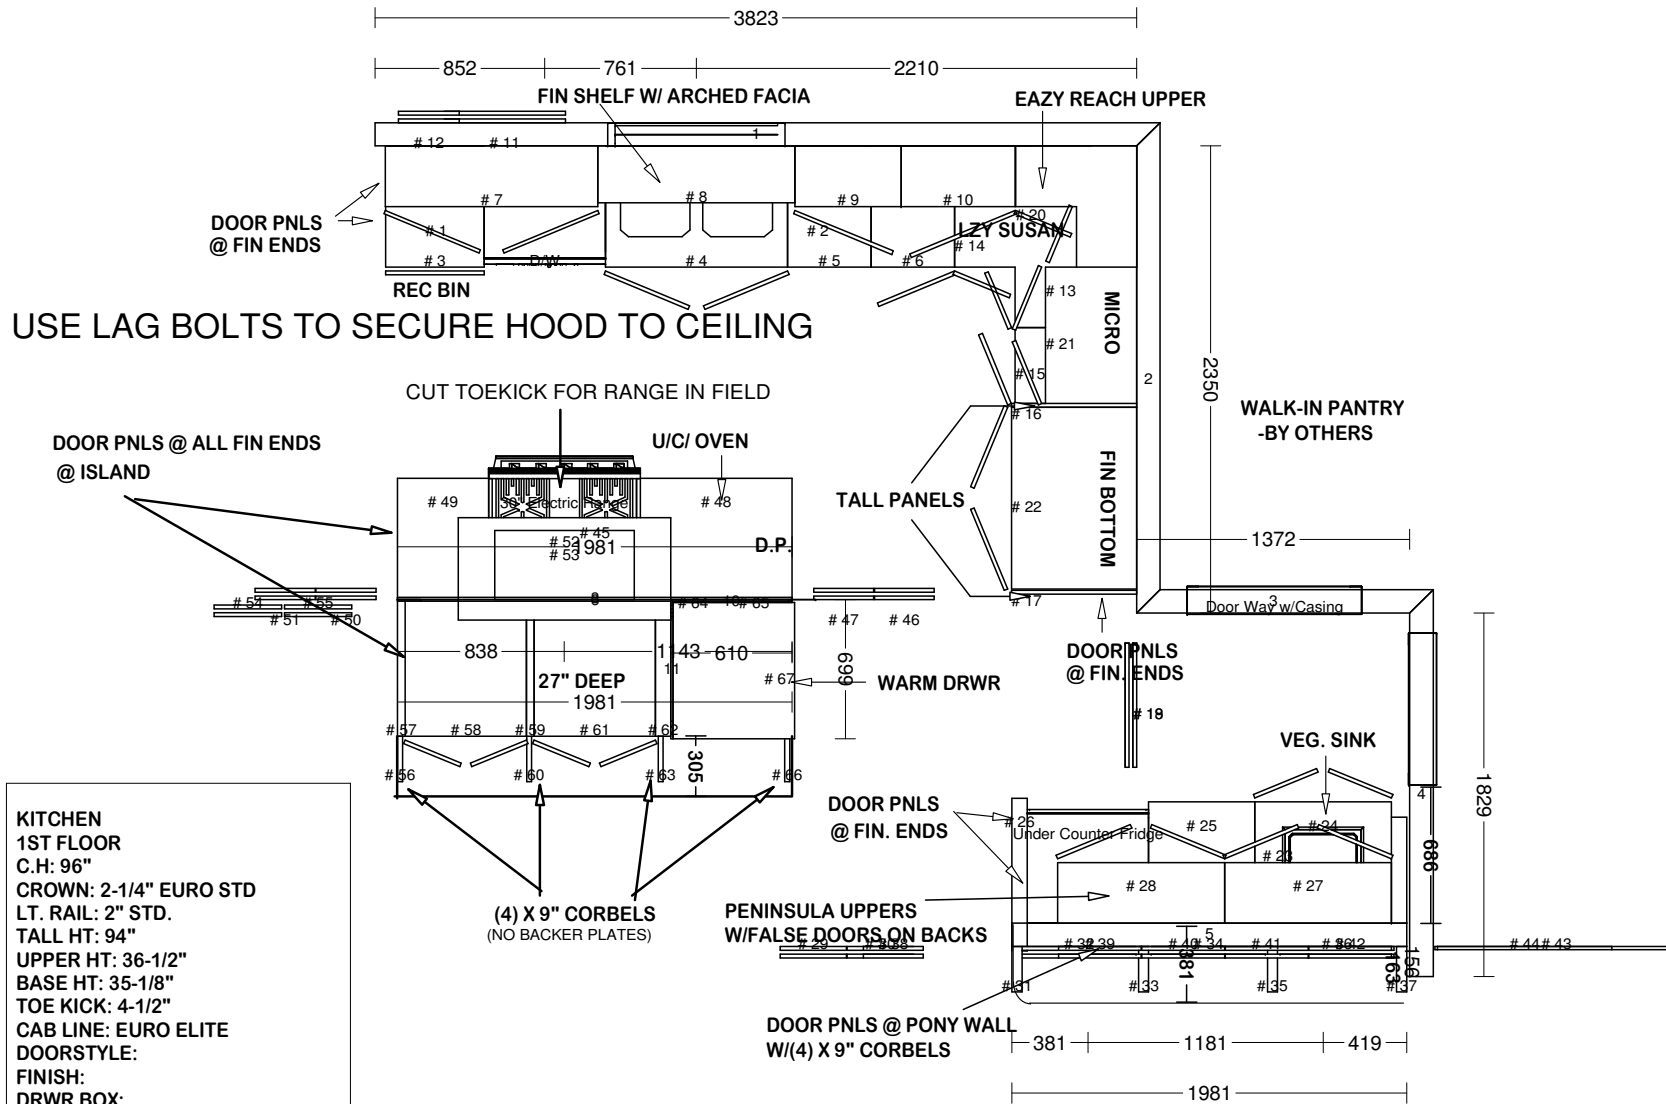 3823
852
761
2210
FIN SHELF W/ ARCHED FACIA
EAZY REACH UPPER
1
# 12
# 11
# 7
# 8
# 9
# 10
DOOR PNLS
@ FIN ENDS
# 1
# 2
# 20
LZY SUSAN
# 14
# 3
D/W
# 4
# 5
# 6
REC BIN
# 13
MICRO
USE LAG BOLTS TO SECURE HOOD TO CEILING
# 21
# 15
2
2350
CUT TOEKICK FOR RANGE IN FIELD
# 16
WALK-IN PANTRY
-BY OTHERS
DOOR PNLS @ ALL FIN ENDS
@ ISLAND
U/C/ OVEN
# 49
30" Electric Range
# 48
TALL PANELS
# 22
FIN BOTTOM
# 45
# 52
# 53
1981
D.P.
1372
# 54
# 55
# 51
# 50
# 64
# 65
# 47
# 46
# 17
3
Door Way w/Casing
838
1143
610
11
699
DOOR PNLS
@ FIN. ENDS
27" DEEP
1981
# 67
WARM DRWR
# 57
# 58
# 59
# 61
# 62
305
# 56
# 60
# 63
# 66
VEG. SINK
4
1829
686
DOOR PNLS
@ FIN. ENDS
# 26
Under Counter Fridge
# 25
# 24
# 23
# 28
# 27
(4) X 9" CORBELS
(NO BACKER PLATES)
PENINSULA UPPERS
W/FALSE DOORS ON BACKS
5
# 29
# 38
# 32
# 39
# 40
# 34
# 41
# 36
# 42
# 44
# 43
381
163
156
# 31
# 33
# 35
# 37
DOOR PNLS @ PONY WALL
W/(4) X 9" CORBELS
381
1181
419
1981
KITCHEN
1ST FLOOR
C.H: 96"
CROWN: 2-1/4" EURO STD
LT. RAIL: 2" STD.
TALL HT: 94"
UPPER HT: 36-1/2"
BASE HT: 35-1/8"
TOE KICK: 4-1/2"
CAB LINE: EURO ELITE
DOORSTYLE:
FINISH:
DRWR BOX: